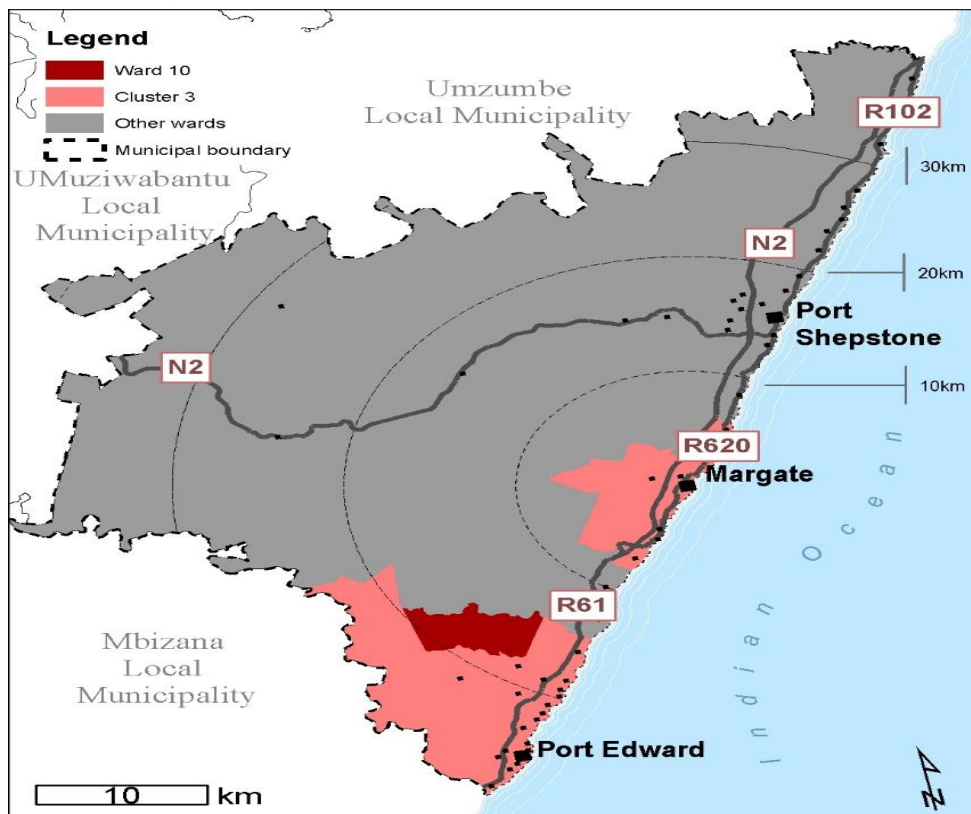 Legend
Ward 10
Cluster 3
Other wards
Municipal boundary
Umzumbe
Local Municipality
UMuziwabantu
Local
Municipality
R102
30km
N2
20km
Port
Shepstone
N2
10km
R620
Margate
Indian Ocean
R61
Mbizana
Local
Municipality
Port Edward
10 km
N